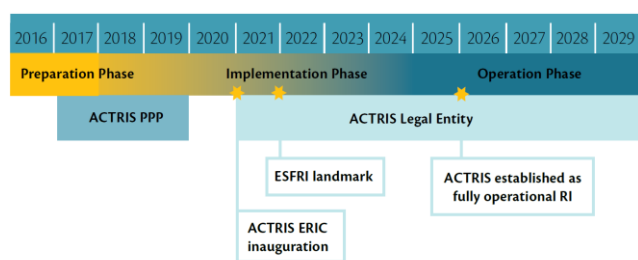 2016 2017 2018 2019 2020 2021 2022 2023 2024 2025 2026 2027 2028 2029
Preparation Phase Implementation Phase Operation Phase
ACTRIS PPP ACTRIS Legal Entity
ESFRI landmark
ACTRIS established as
fully operational RI
ACTRIS ERIC
inauguration